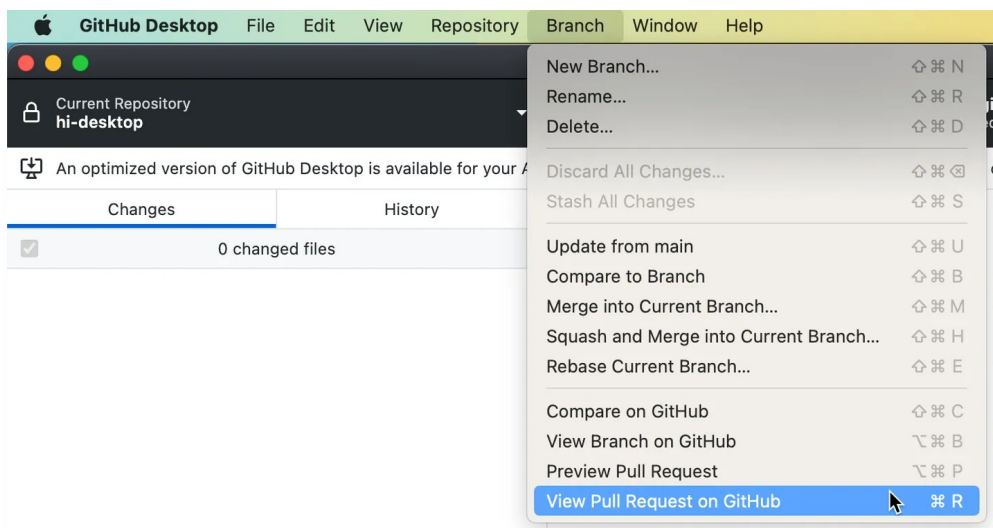 GitHub Desktop File Edit View Repository Branch Window Help
Current Repository
hi-desktop
An optimized version of GitHub Desktop is available for your
Changes History
0 changed files
New Branch... ⇧⌘N
Rename... ⇧⌘R
Delete... ⇧⌘D
Discard All Changes... ⇧⌘⌫
Stash All Changes ⇧⌘S
Update from main ⇧⌘U
Compare to Branch ⇧⌘B
Merge into Current Branch... ⇧⌘M
Squash and Merge into Current Branch... ⇧⌘H
Rebase Current Branch... ⇧⌘E
Compare on GitHub ⇧⌘C
View Branch on GitHub ⌥⌘B
Preview Pull Request ⌥⌘P
View Pull Request on GitHub ⌘R